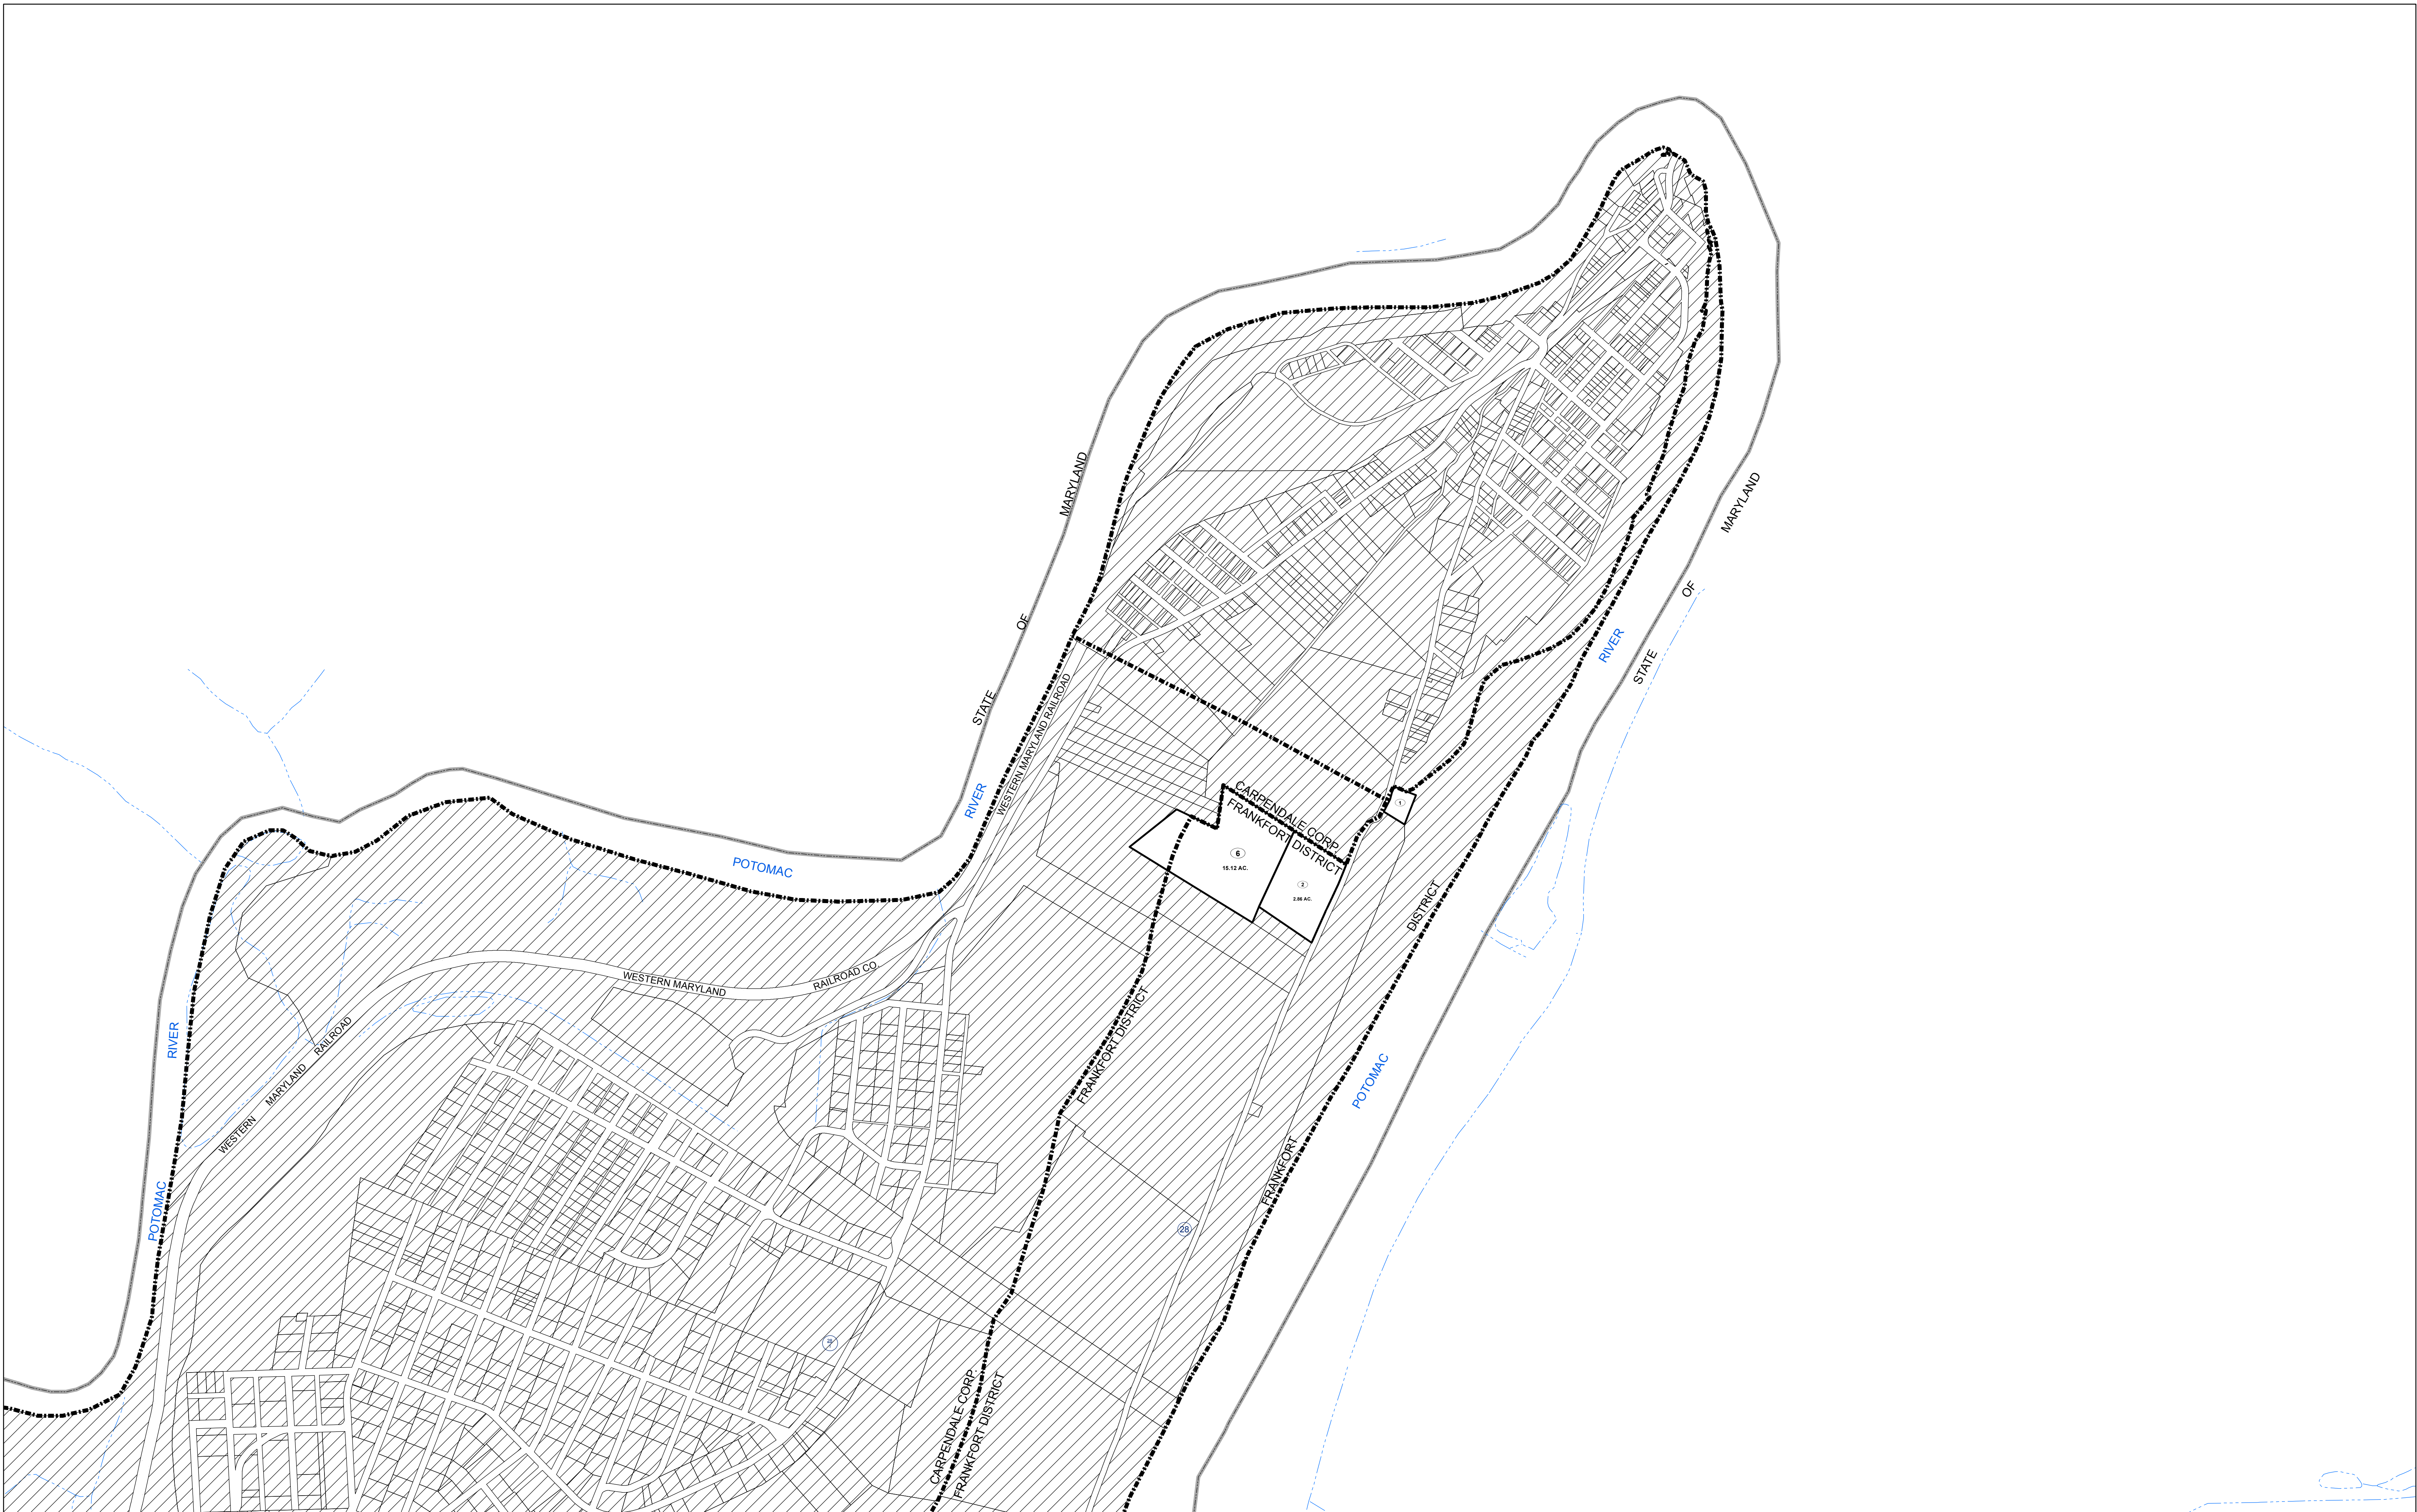 MARYLAND
OF
STATE
MARYLAND
OF
STATE
RIVER
WESTERN MARYLAND RAILROAD
RIVER
POTOMAC
CARPENDALE CORP.
FRANKFORT DISTRICT
1
6
15.12 AC.
2
2.86 AC.
DISTRICT
FRANKFORT
WESTERN MARYLAND
RAILROAD CO
FRANKFORT DISTRICT
RIVER
POTOMAC
WESTERN
MARYLAND
RAILROAD
POTOMAC
28
CARPENDALE CORP.
FRANKFORT DISTRICT